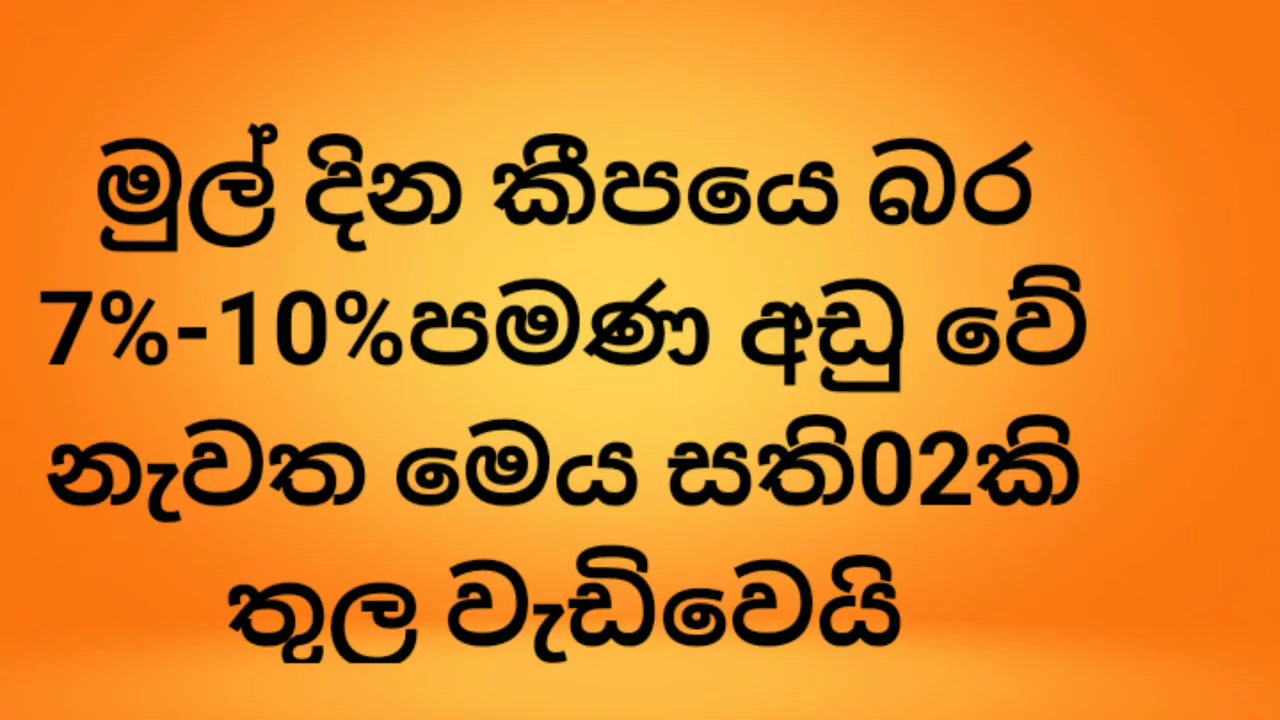 මුල් දින කීපයෙ බර
7%-10%පමණ අඩු වේ
නැවත මෙය සති02කි
තුල වැඩිවෙයි